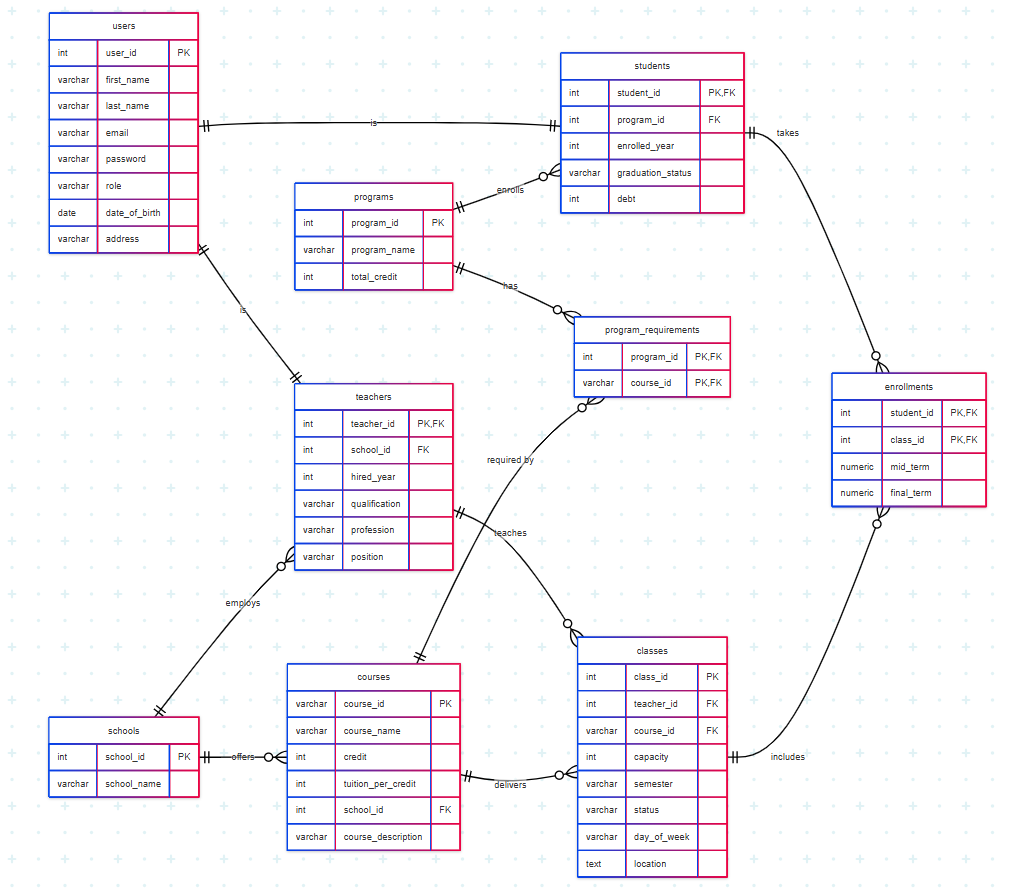 users
int user_id PK
varchar first_name
varchar last_name
varchar email
varchar password
varchar role
date date_of_birth
varchar address
is
students
int student_id PK,FK
int program_id FK
int enrolled_year
varchar graduation_status
int debt
takes
enrolls
programs
int program_id PK
varchar program_name
int total_credit
has
is
program_requirements
int program_id PK,FK
varchar course_id PK,FK
enrollments
int student_id PK,FK
int class_id PK,FK
numeric mid_term
numeric final_term
teachers
int teacher_id PK,FK
int school_id FK
int hired_year
varchar qualification
varchar profession
varchar position
required by
teaches
employs
classes
int class_id PK
int teacher_id FK
varchar course_id FK
int capacity
varchar semester
varchar status
varchar day_of_week
text location
courses
varchar course_id PK
varchar course_name
int credit
int tuition_per_credit
int school_id FK
varchar course_description
schools
int school_id PK
varchar school_name
offers
delivers
includes